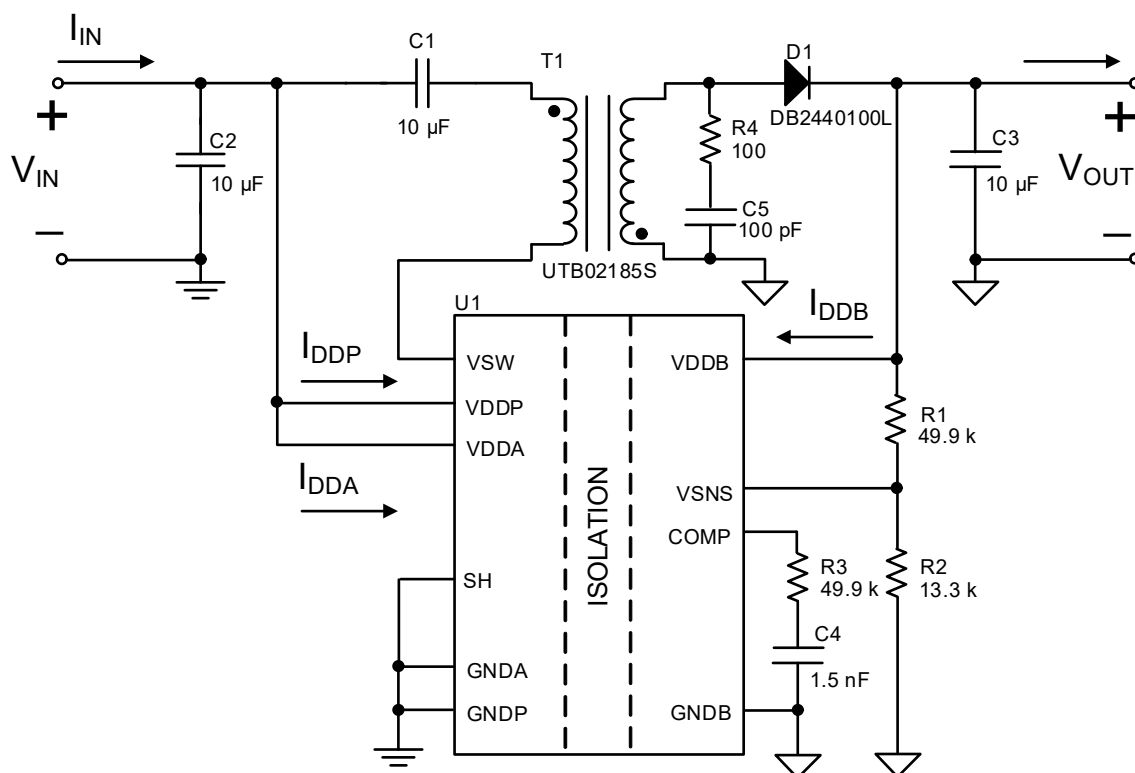 I_IN
C1
10 µF
T1
D1
DB2440100L
+
V_IN
–
C2
10 µF
R4
100
C5
100 pF
C3
10 µF
+
V_OUT
–
UTB02185S
U1
I_DDB
I_DDP
VSW
VDDP
VDDA
I_DDA
SH
GNDA
GNDP
ISOLATION
VDDB
VSNS
COMP
GNDB
R1
49.9 k
R3
49.9 k
R2
13.3 k
C4
1.5 nF